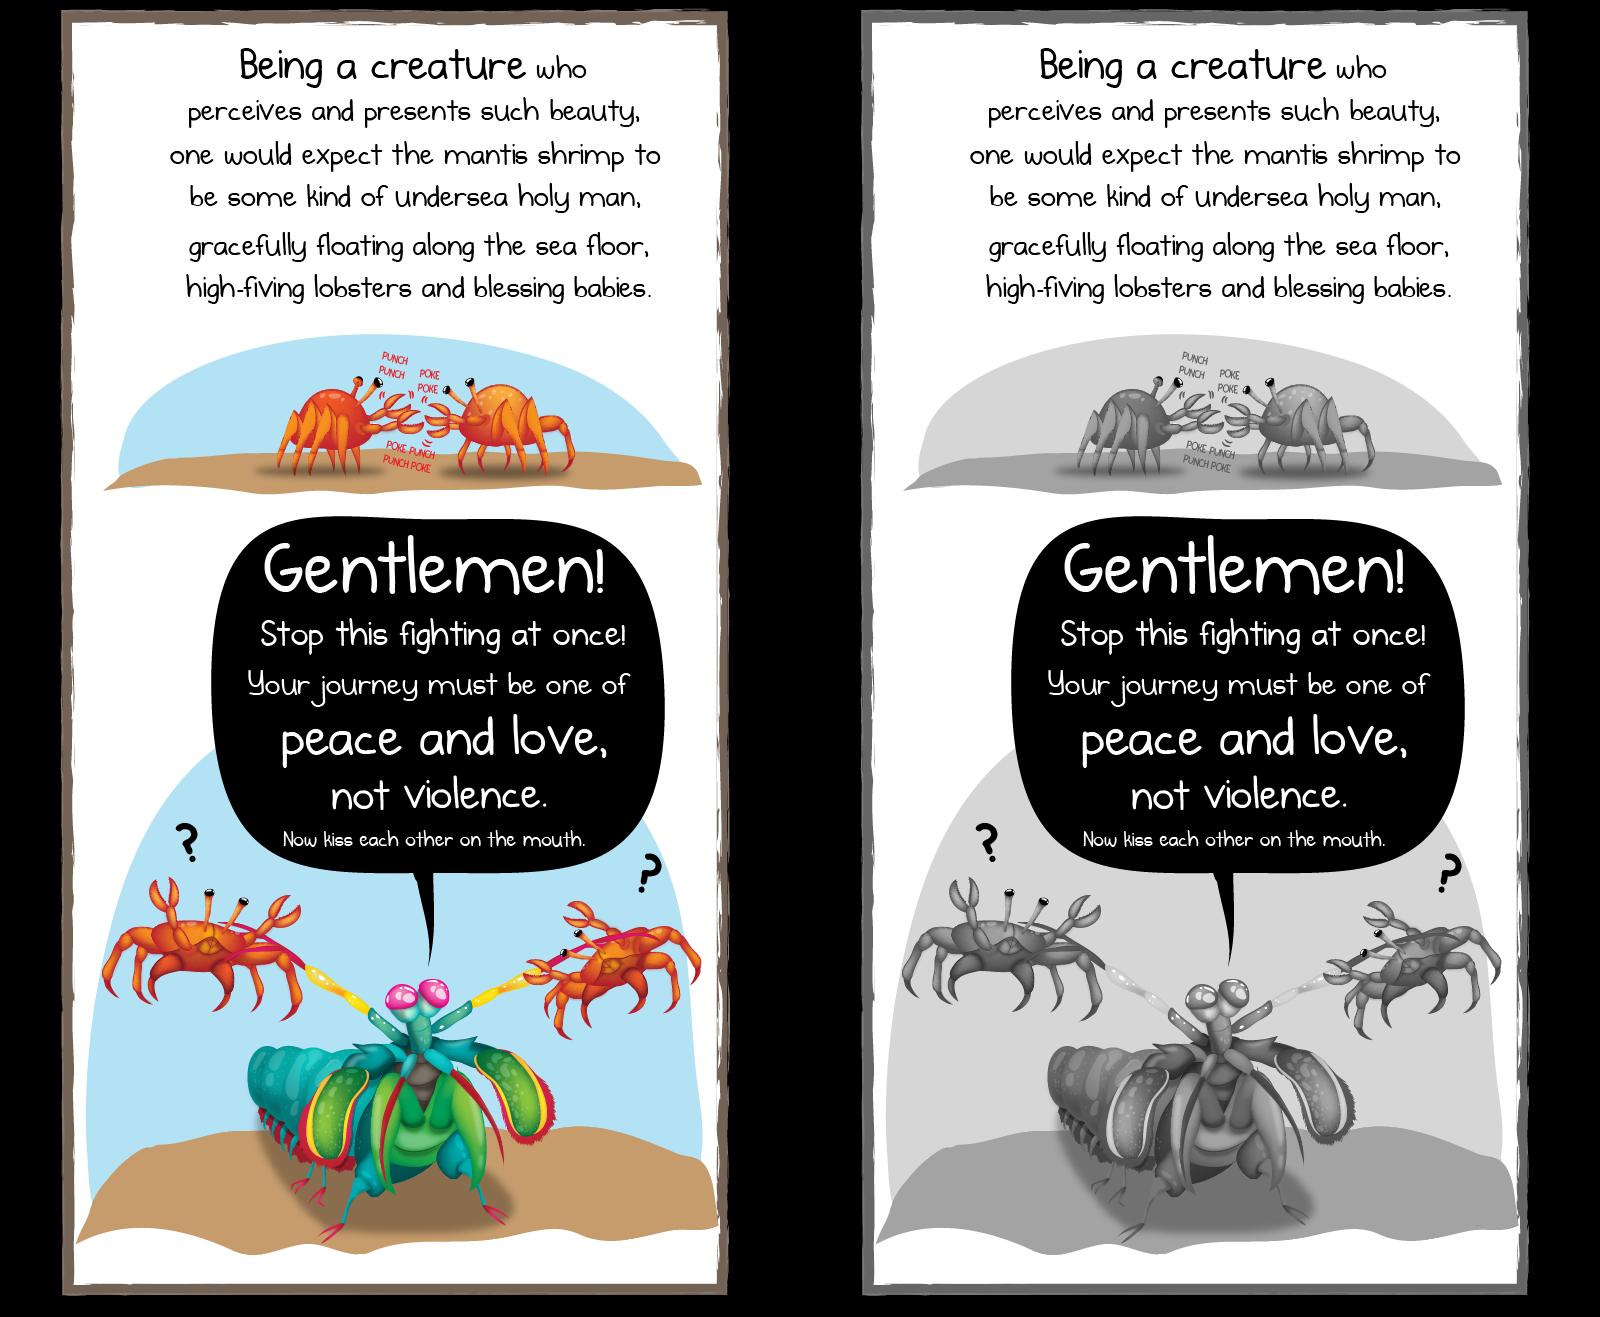 Being a creature who
perceives and presents such beauty,
one would expect the mantis shrimp to
be some kind of undersea holy man,
gracefully floating along the sea floor,
high-fiving lobsters and blessing babies.
PUNCH
PUNCH
POKE
POKE
POKE PUNCH
PUNCH POKE
Gentlemen!
Stop this fighting at once!
Your journey must be one of
peace and love,
not violence.
Now kiss each other on the mouth.
?
?
Being a creature who
perceives and presents such beauty,
one would expect the mantis shrimp to
be some kind of undersea holy man,
gracefully floating along the sea floor,
high-fiving lobsters and blessing babies.
PUNCH
PUNCH
POKE
POKE
POKE PUNCH
PUNCH POKE
Gentlemen!
Stop this fighting at once!
Your journey must be one of
peace and love,
not violence.
Now kiss each other on the mouth.
?
?